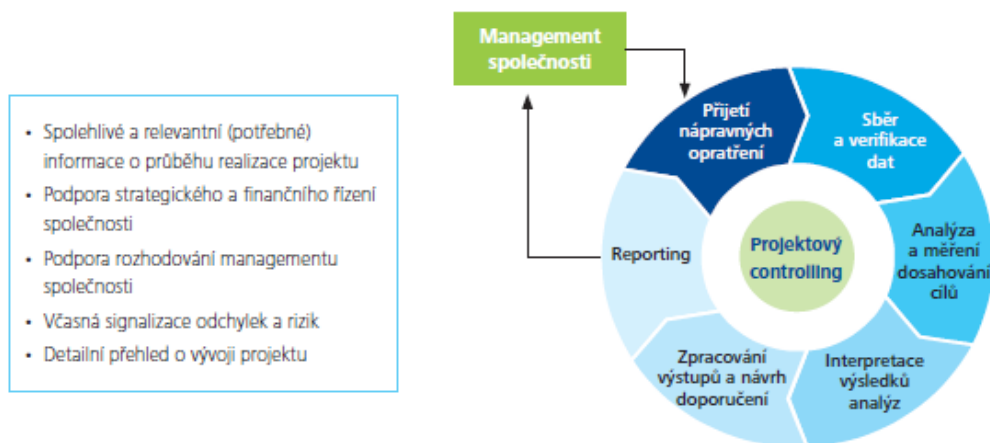 Management
společnosti
• Spolehlivé a relevantní (potřebné)
informace o průběhu realizace projektu
• Podpora strategického a finančního řízení
společnosti
• Podpora rozhodování managementu
společnosti
• Včasná signalizace odchylek a rizik
• Detailní přehled o vývoji projektu
Přijetí
nápravných
opratření
Sběr
a verifikace
dat
Analýza
a měření
dosahování
cílů
Interpretace
výsledků
analýz
Zpracování
výstupů a návrh
doporučení
Reporting
Projektový
controlling